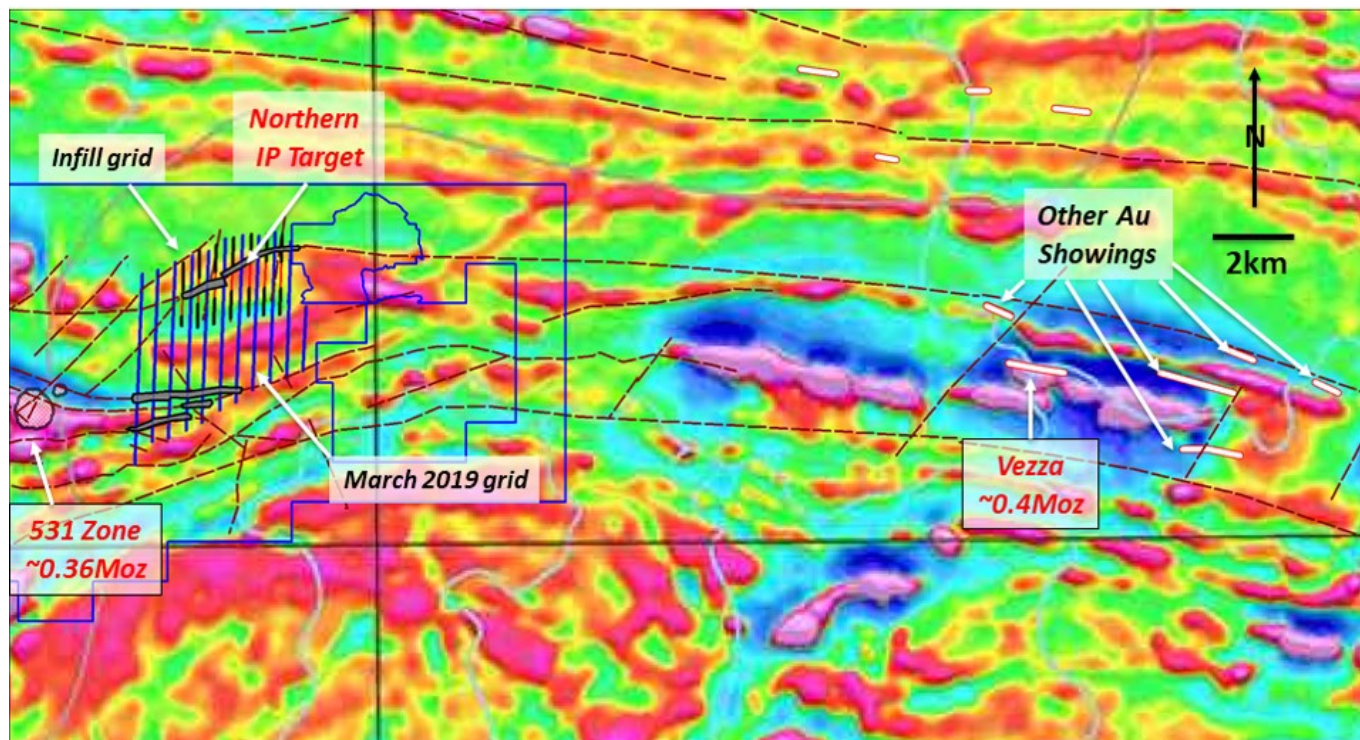 Northern
IP Target
Infill grid
N
Other Au
Showings
2km
March 2019 grid
Vezza
~0.4Moz
531 Zone
~0.36Moz